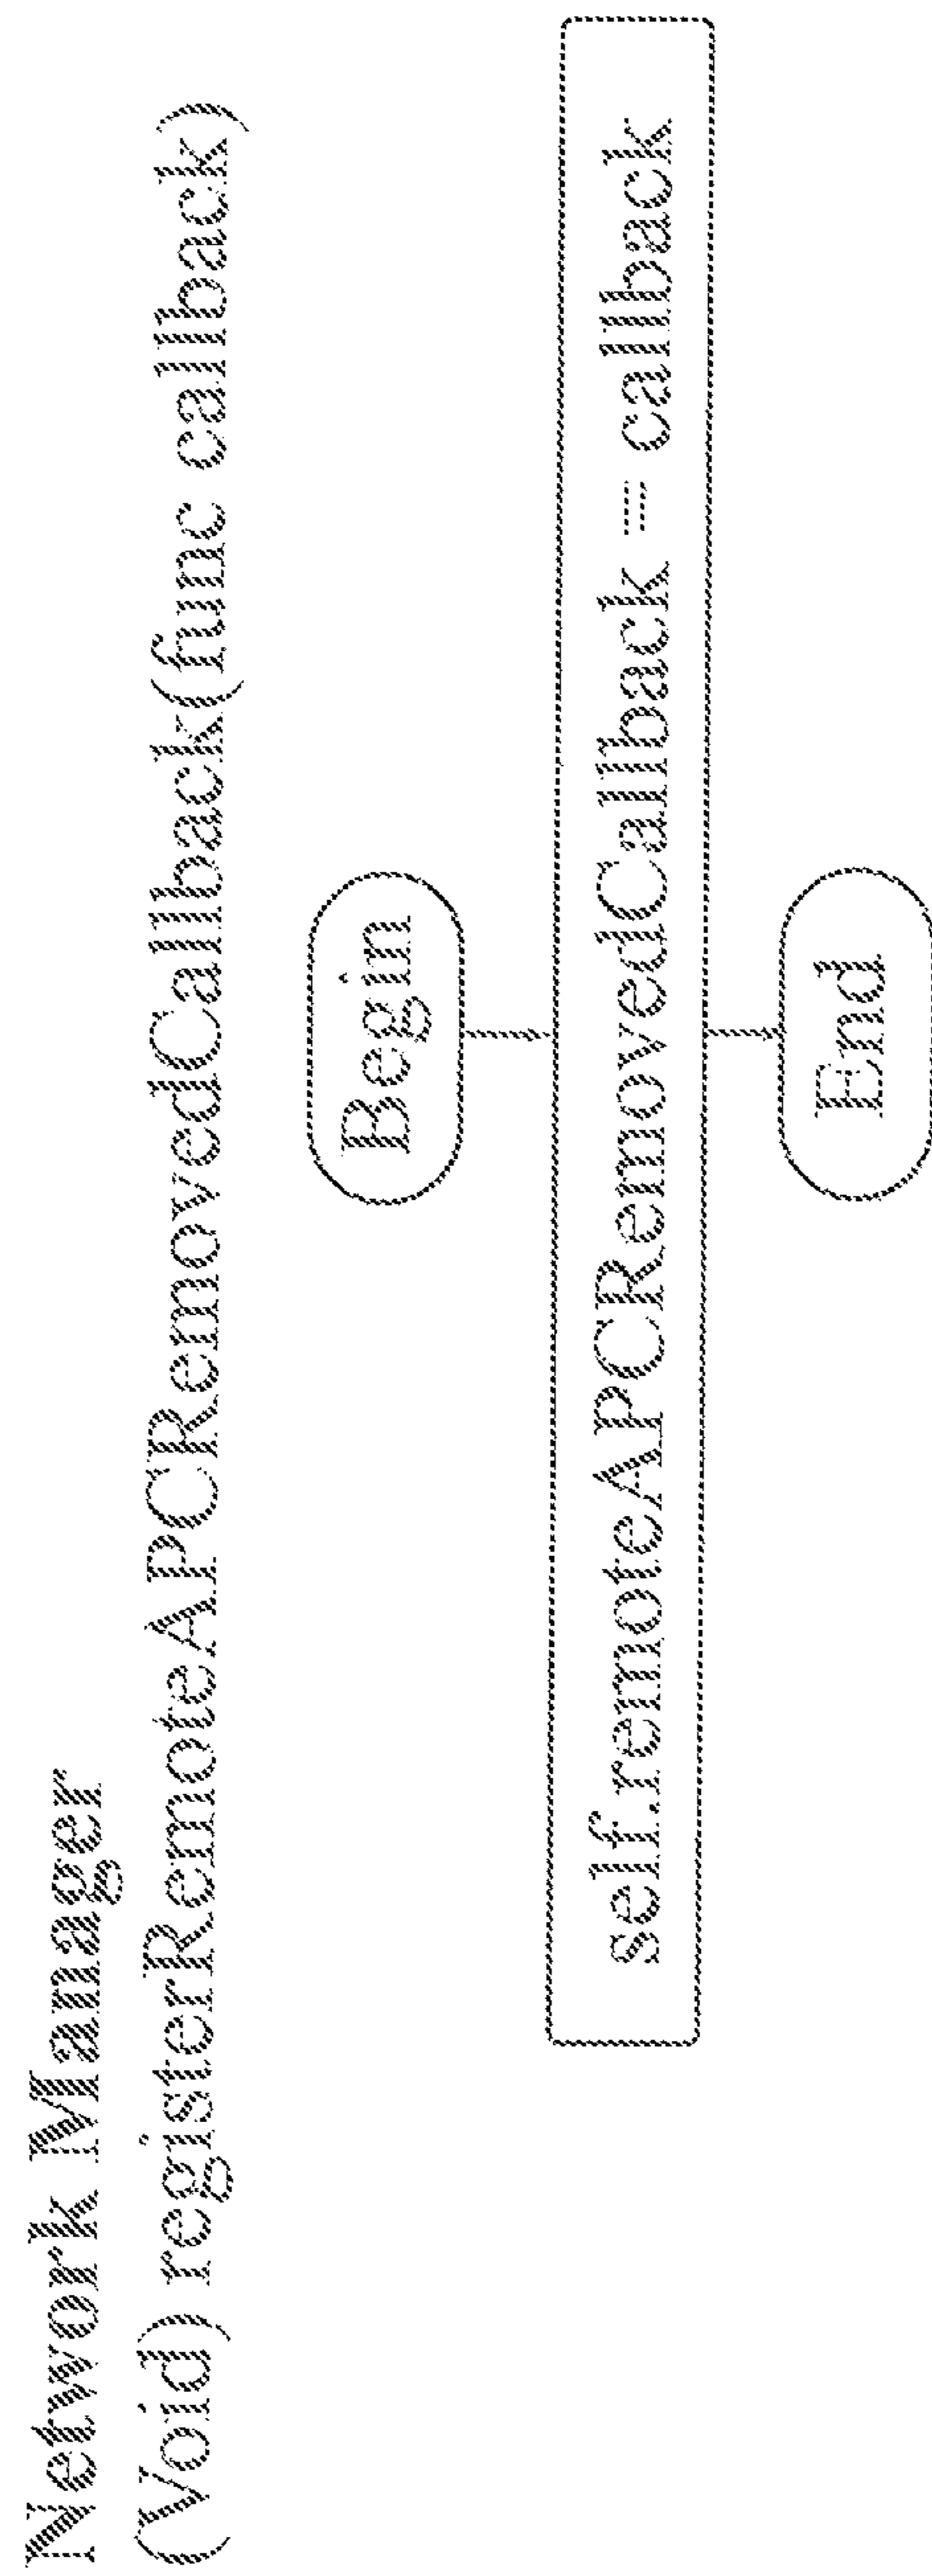 Network Manager
(Void) registerRemoteAPCRemovedCallback(func callback)
Begin
self.remoteAPCRemovedCallback = callback
End